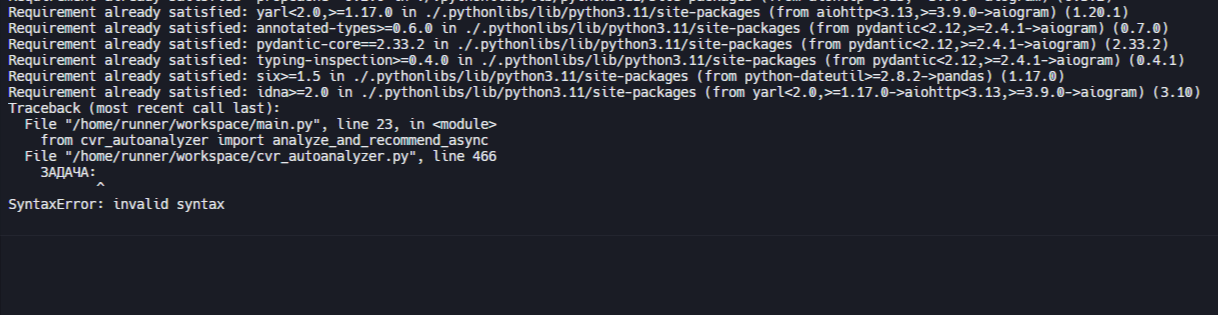 Requirement already satisfied: yarl<2.0,>=1.17.0 in ./.pythonlibs/lib/python3.11/site-packages (from aiohttp<3.13,>=3.9.0->aiogram) (1.20.1)
Requirement already satisfied: annotated-types>=0.6.0 in ./.pythonlibs/lib/python3.11/site-packages (from pydantic<2.12,>=2.4.1->aiogram) (0.7.0)
Requirement already satisfied: pydantic-core==2.33.2 in ./.pythonlibs/lib/python3.11/site-packages (from pydantic<2.12,>=2.4.1->aiogram) (2.33.2)
Requirement already satisfied: typing-inspection>=0.4.0 in ./.pythonlibs/lib/python3.11/site-packages (from pydantic<2.12,>=2.4.1->aiogram) (0.4.1)
Requirement already satisfied: six>=1.5 in ./.pythonlibs/lib/python3.11/site-packages (from python-dateutil>=2.8.2->pandas) (1.17.0)
Requirement already satisfied: idna>=2.0 in ./.pythonlibs/lib/python3.11/site-packages (from yarl<2.0,>=1.17.0->aiohttp<3.13,>=3.9.0->aiogram) (3.10)
Traceback (most recent call last):
  File "/home/runner/workspace/main.py", line 23, in <module>
    from cvr_autoanalyzer import analyze_and_recommend_async
  File "/home/runner/workspace/cvr_autoanalyzer.py", line 466
    ЗАДАЧА:
           ^
SyntaxError: invalid syntax